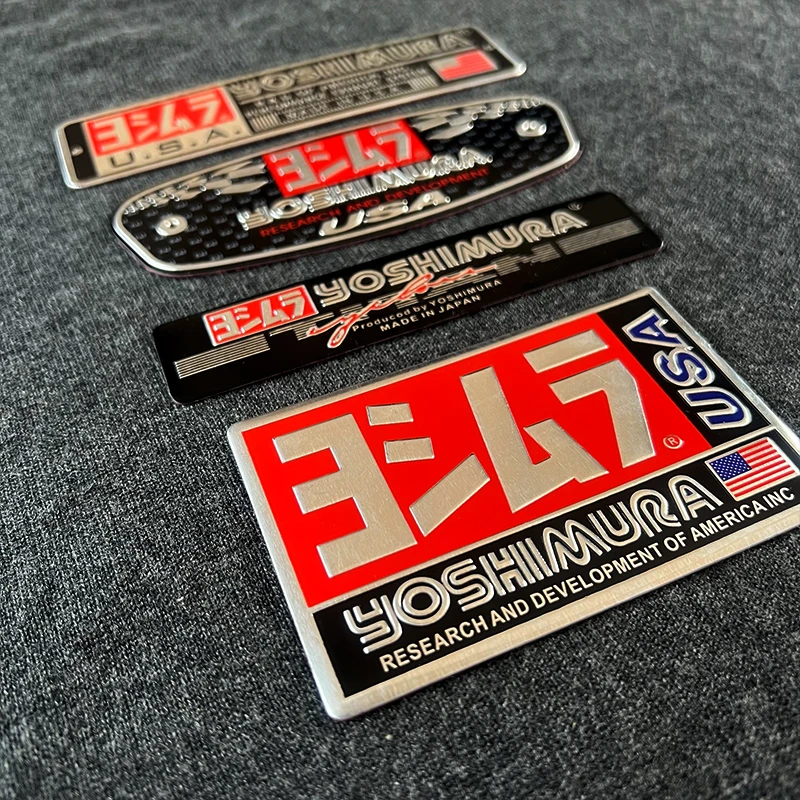 YOSHIMURA
ヨシムラ
U.S.A.
ヨシムラ
YOSHIMURA
RESEARCH AND DEVELOPMENT
USA
ヨシムラ YOSHIMURA
Produced by YOSHIMURA
MADE IN JAPAN
ヨシムラ ®
USA
YOSHIMURA
RESEARCH AND DEVELOPMENT OF AMERICA INC